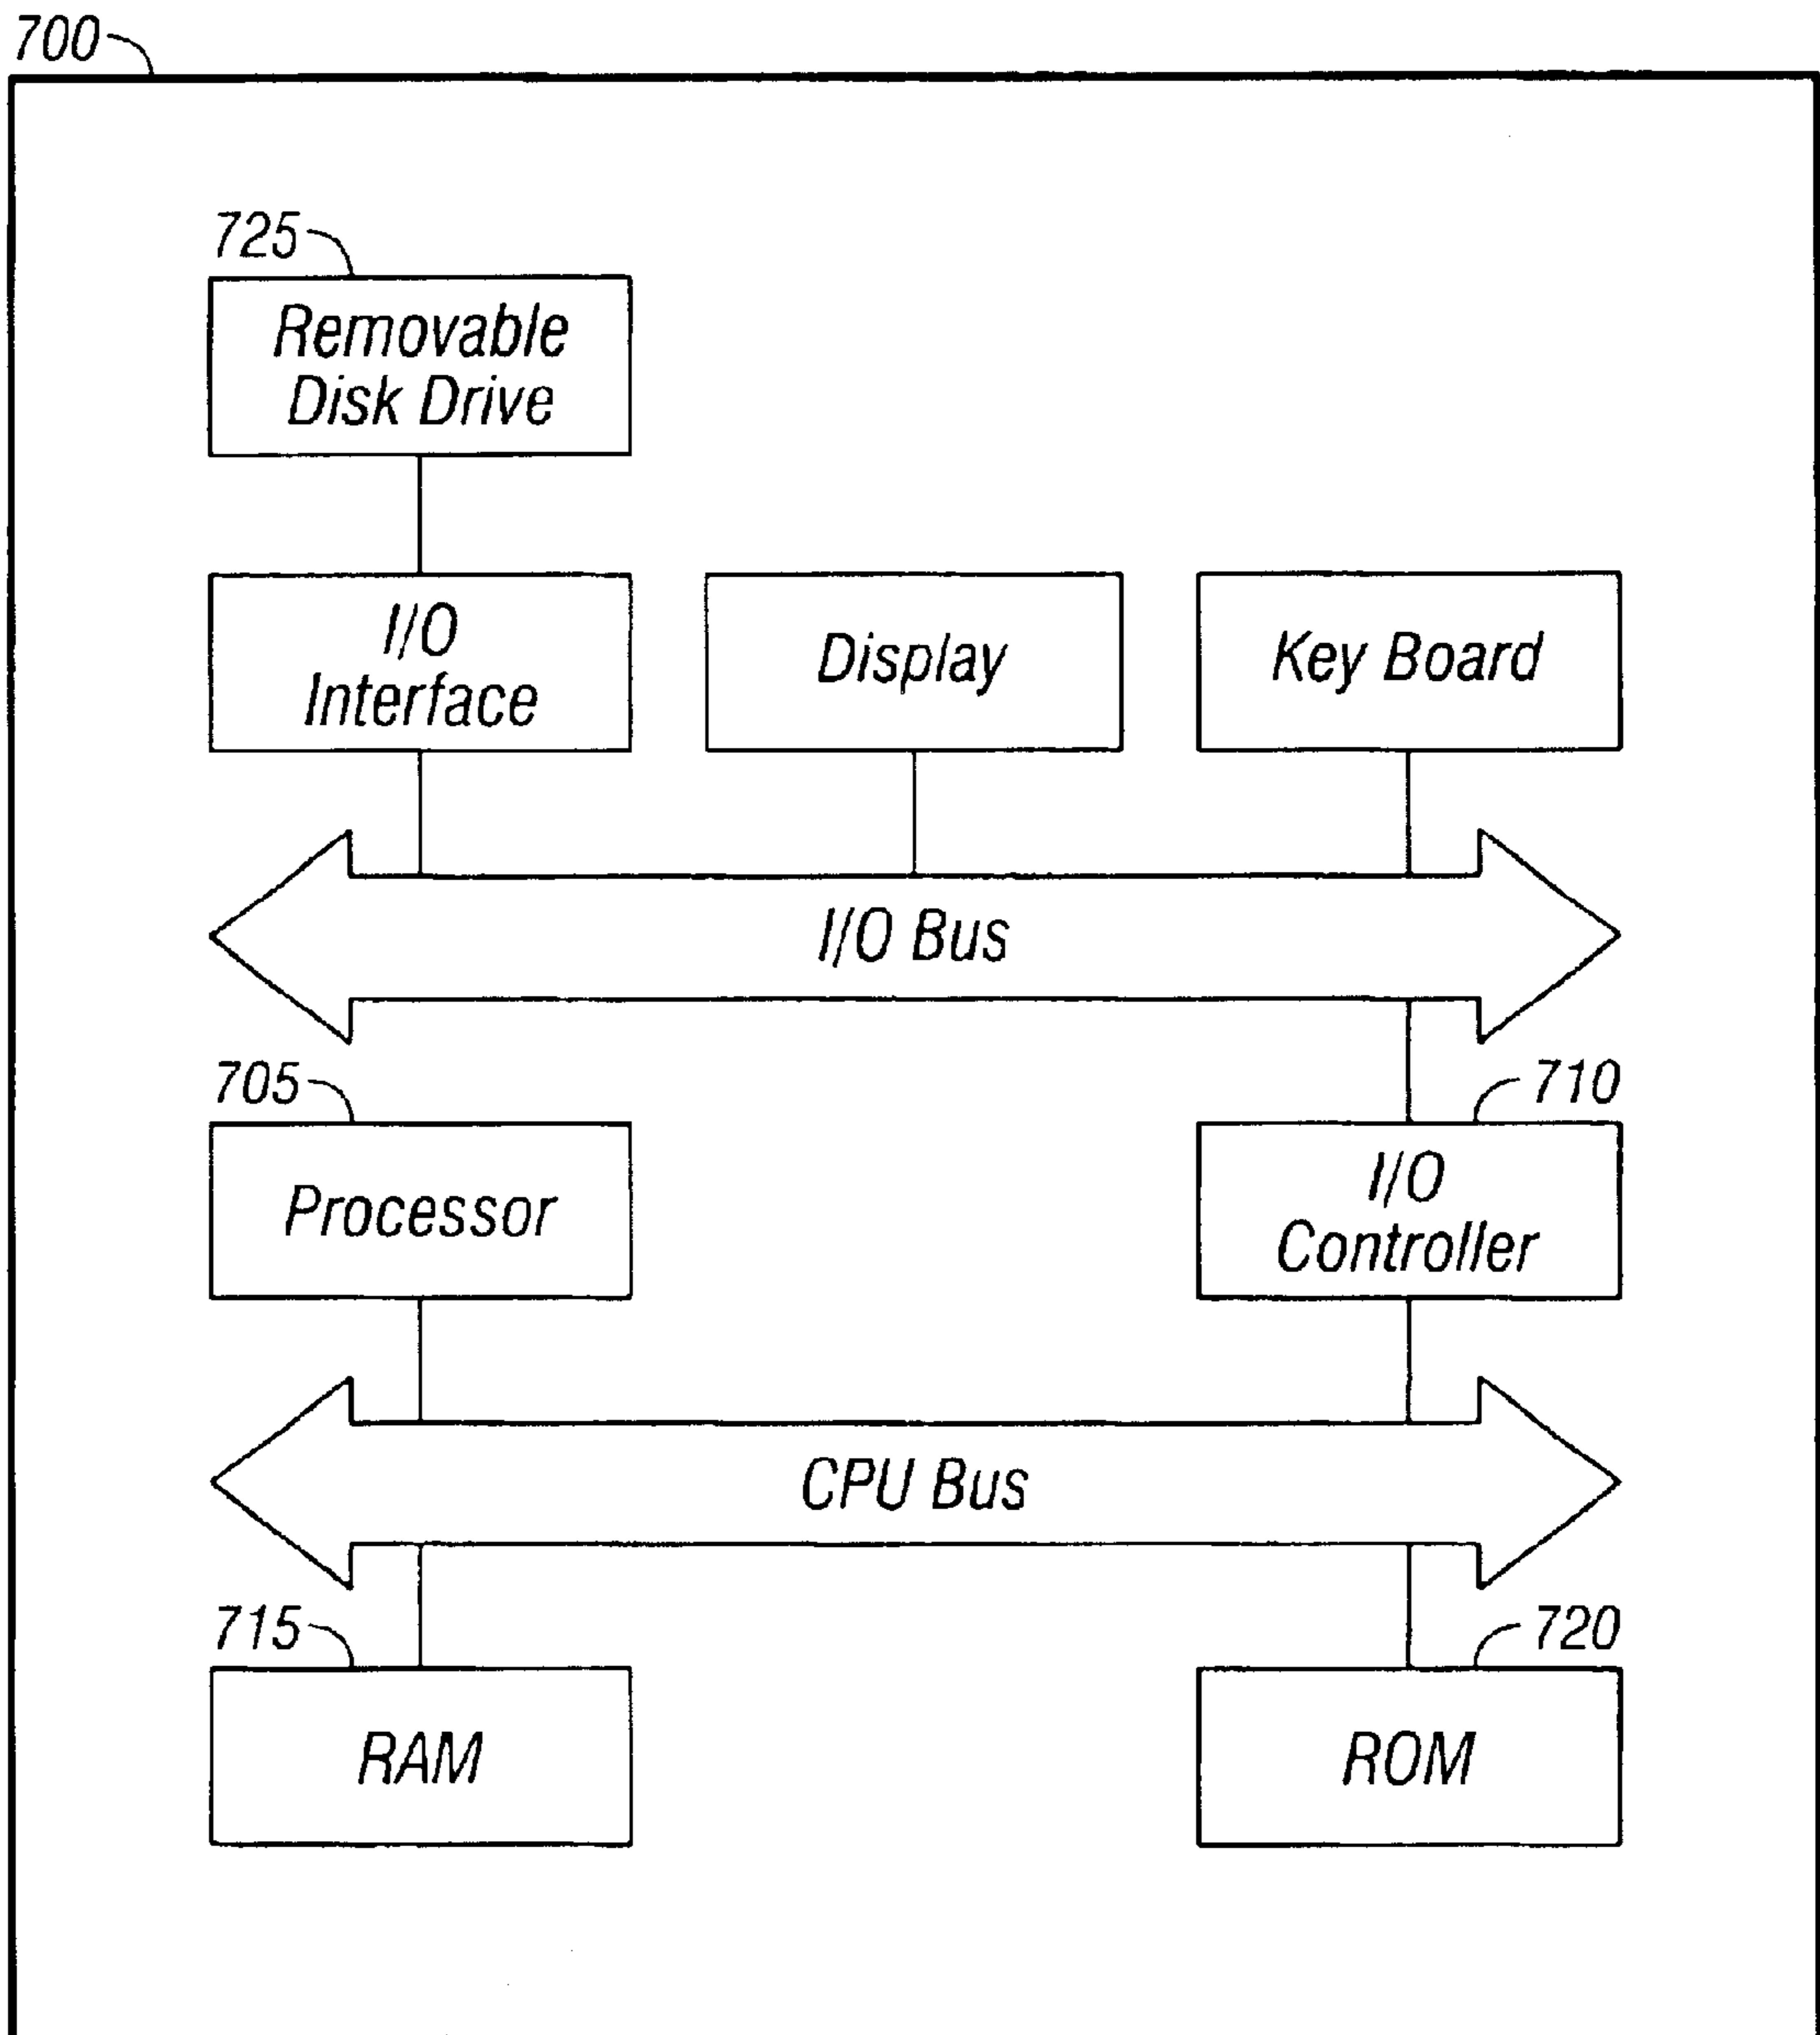 700
725
Removable
Disk Drive
I/O
Interface
Display
Key Board
I/O Bus
705
710
Processor
I/O
Controller
CPU Bus
715
720
RAM
ROM